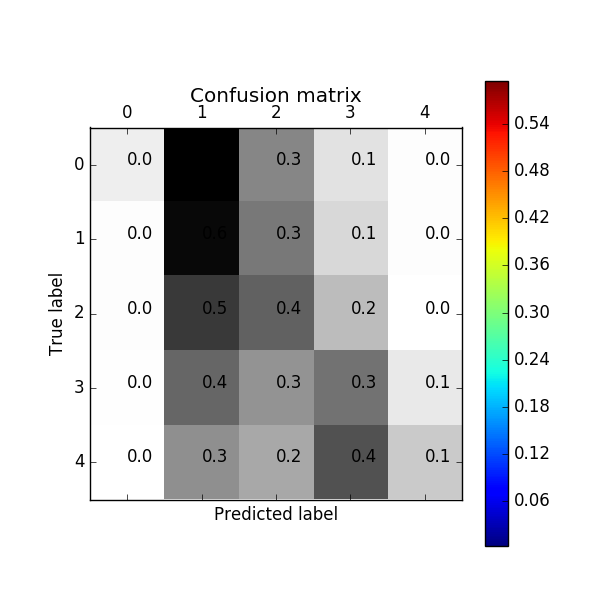 Confusion matrix
0 1 2 3 4
0 0.0 0.3 0.1 0.0
1 0.0 0.6 0.3 0.1 0.0
2 0.0 0.5 0.4 0.2 0.0
3 0.0 0.4 0.3 0.3 0.1
4 0.0 0.3 0.2 0.4 0.1
True label
Predicted label
0.54
0.48
0.42
0.36
0.30
0.24
0.18
0.12
0.06